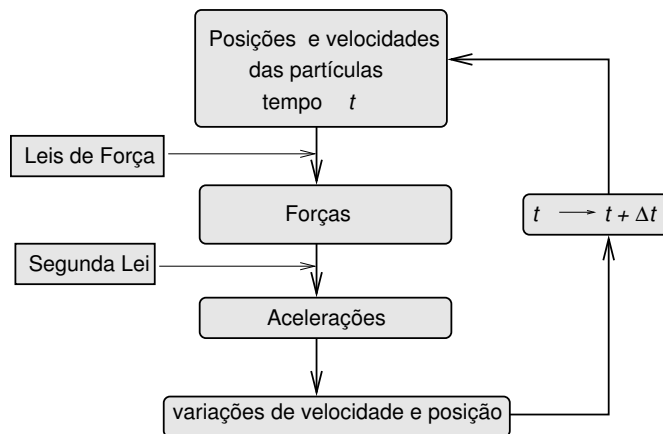 Posições e velocidades
das partículas
tempo t
Leis de Força
Forças
t → t + Δt
Segunda Lei
Acelerações
variações de velocidade e posição